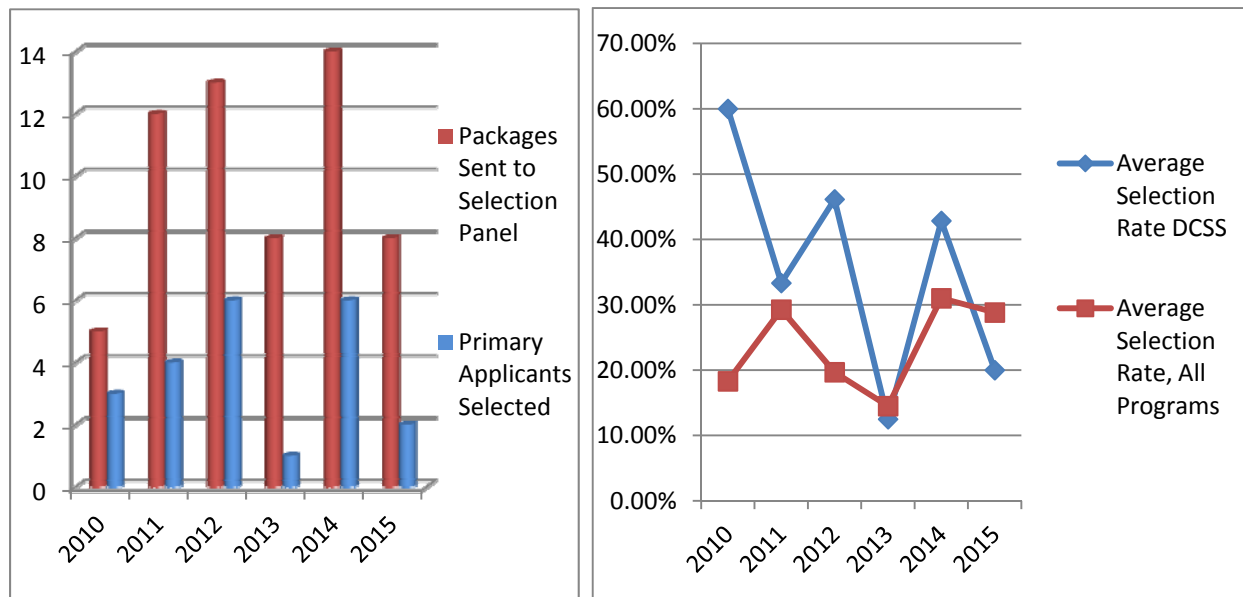 14
12
10
8
6
4
2
0
2010
2011
2012
2013
2014
2015
Packages
Sent to
Selection
Panel
Primary
Applicants
Selected
70.00%
60.00%
50.00%
40.00%
30.00%
20.00%
10.00%
0.00%
2010
2011
2012
2013
2014
2015
Average
Selection
Rate DCSS
Average
Selection
Rate, All
Programs